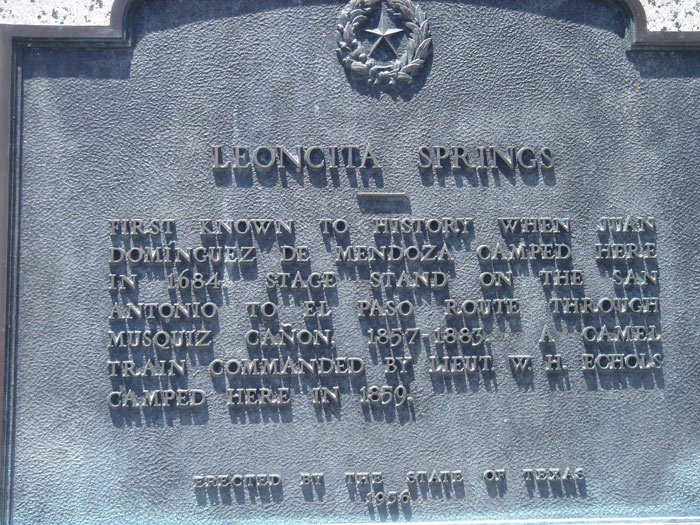 LEONCITA SPRINGS
FIRST KNOWN TO HISTORY WHEN JUAN
DOMÍNGUEZ DE MENDOZA CAMPED HERE
IN 1684. STAGE STAND ON THE SAN
ANTONIO TO EL PASO ROUTE THROUGH
MUSQUIZ CAÑON, 1857-1885. A CAMEL
TRAIN COMMANDED BY LIEUT. W. H. ECHOLS
CAMPED HERE IN 1859.
ERECTED BY THE STATE OF TEXAS
1936